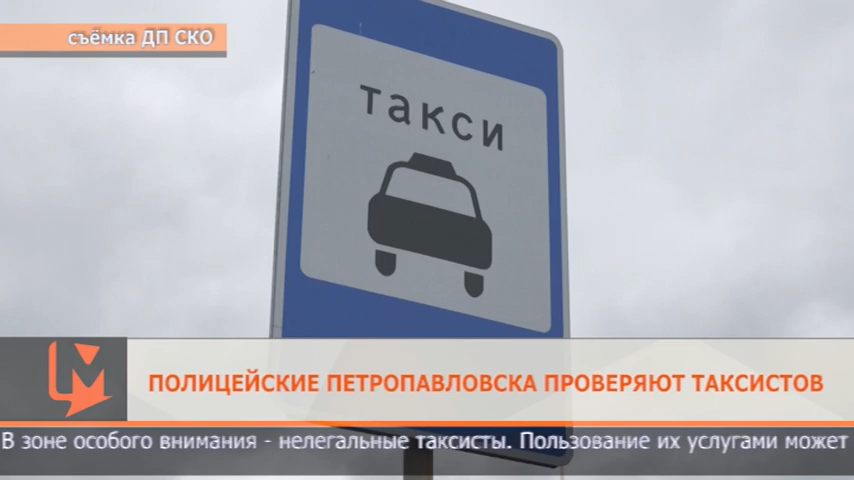 съёмка ДП СКО
такси
ПОЛИЦЕЙСКИЕ ПЕТРОПАВЛОВСКА ПРОВЕРЯЮТ ТАКСИСТОВ
В зоне особого внимания - нелегальные таксисты. Пользование их услугами может